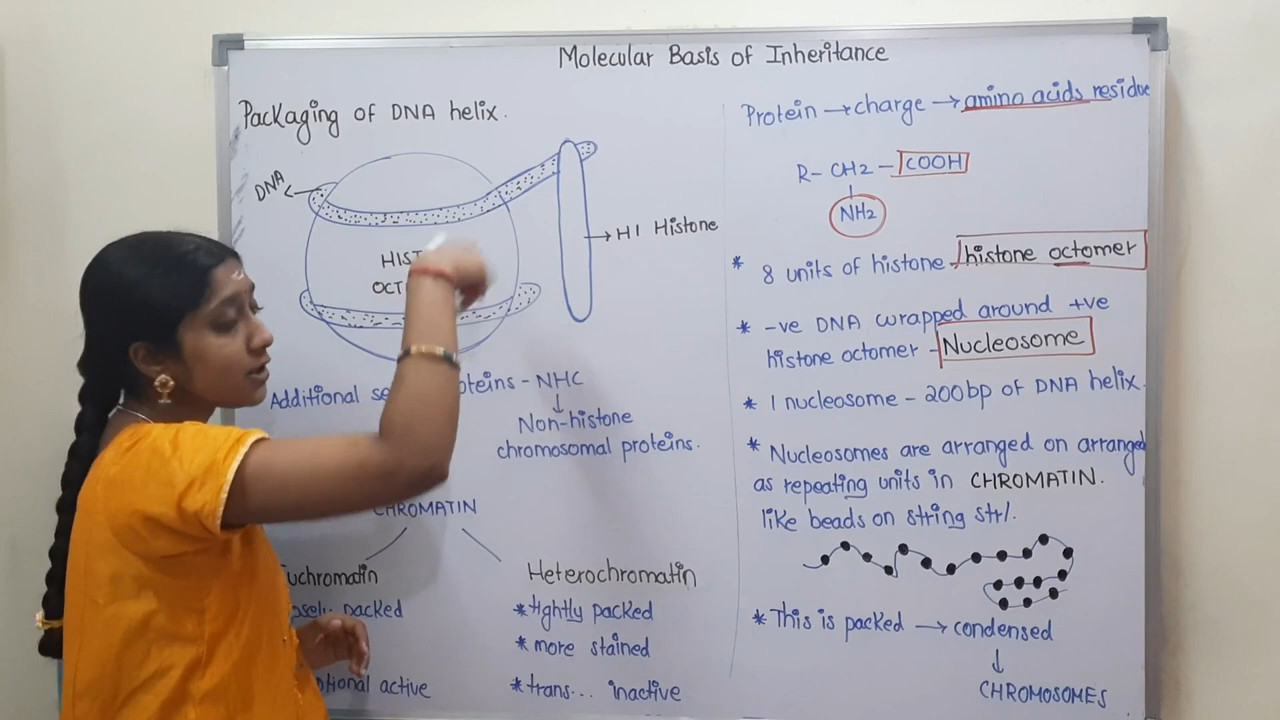 Molecular Basis of Inheritance
Packaging of DNA helix.
DNA
H1 Histone
Additional - NHC
Non-histone
chromosomal proteins.
CHROMATIN
Heterochromatin
packed
*tightly packed
*more stained
active
*trans... inactive
Protein → charge → amino acids residue
R- CH2 - COOH
NH2
* 8 units of histone - histone octomer
* -ve DNA wrapped around +ve
histone octomer - Nucleosome
* 1 nucleosome - 200bp of DNA helix.
* Nucleosomes are arranged on arranged
as repeating units in CHROMATIN.
like beads on string str/.
* This is packed → condensed
↓
CHROMOSOMES